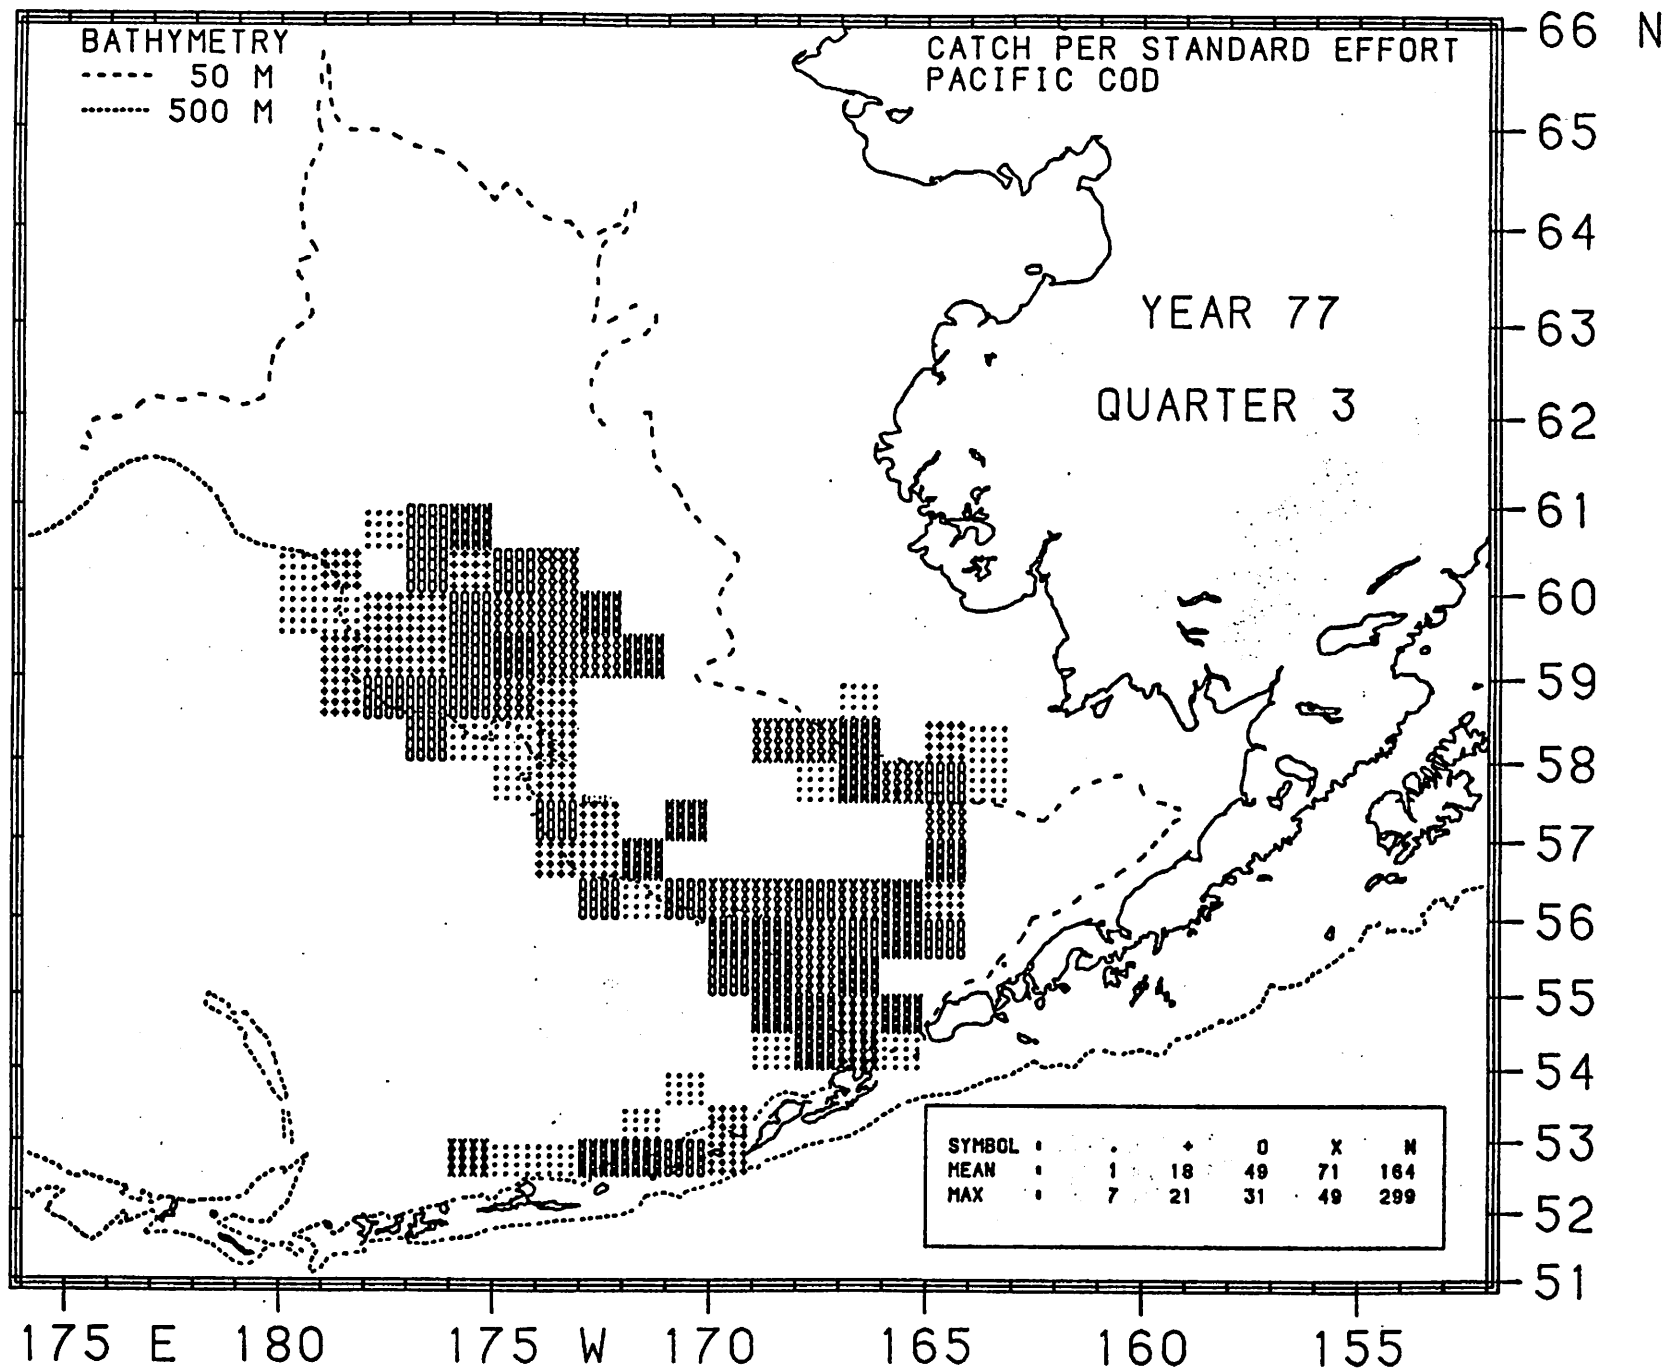 BATHYMETRY
50 M
500 M
CATCH PER STANDARD EFFORT
PACIFIC COD
YEAR 77
QUARTER 3
66 N
65
64
63
62
61
60
59
58
57
56
55
54
53
52
51
SYMBOL . + O X N
MEAN 1 18 49 71 164
MAX 7 21 31 49 299
175 E 180 175 W 170 165 160 155